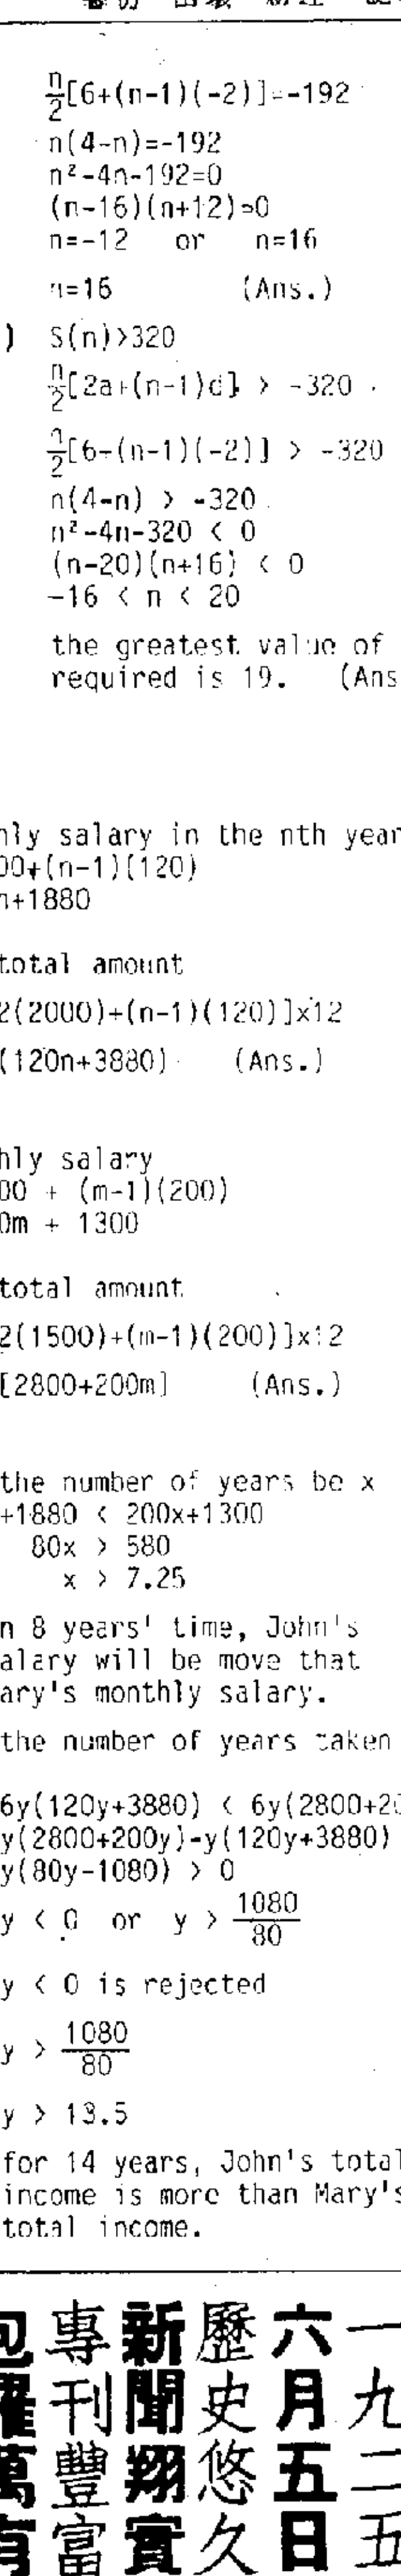 n/2[6+(n-1)(-2)]=-192
n(4-n)=-192
n²-4n-192=0
(n-16)(n+12)=0
n=-12 or n=16
n=16 (Ans.)
) S(n)>320
n/2[2a+(n-1)d] > -320
n/2[6+(n-1)(-2)] > -320
n(4-n) > -320
n²-4n-320 < 0
(n-20)(n+16) < 0
-16 < n < 20
the greatest value of
required is 19. (Ans
hly salary in the nth year
00+(n-1)(120)
n+1880
total amount
2(2000)+(n-1)(120)]x12
(120n+3880) (Ans.)
hly salary
00 + (m-1)(200)
0m + 1300
total amount
2(1500)+(m-1)(200)]x12
[2800+200m] (Ans.)
the number of years be x
+1880 < 200x+1300
80x > 580
x > 7.25
n 8 years' time, John's
alary will be move that
ary's monthly salary.
the number of years taken
6y(120y+3880) < 6y(2800+20
y(2800+200y)-y(120y+3880)
y(80y-1080) > 0
y < 0 or y > 1080/80
y < 0 is rejected
y > 1080/80
y > 13.5
for 14 years, John's total
income is more than Mary's
total income.
一九二五
六月五日
歷史悠久
新聞翔實
專刊豐富
包羅萬有